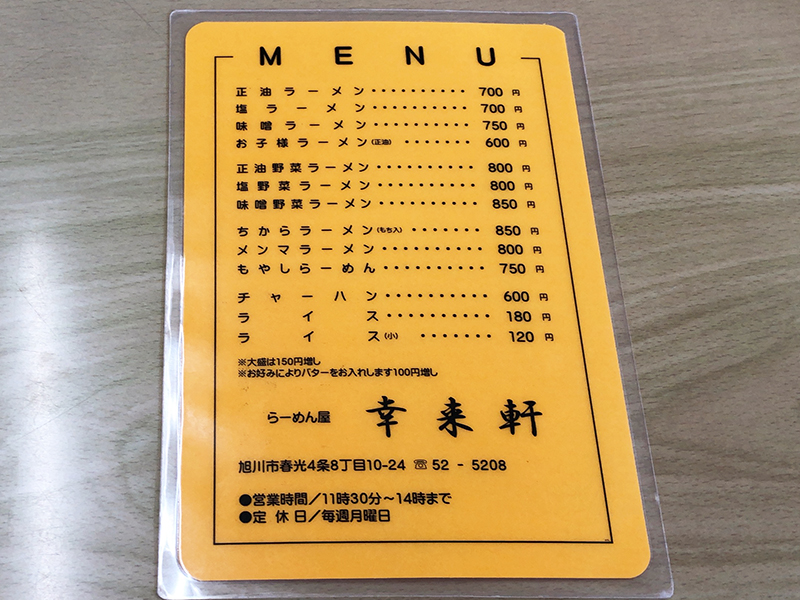 MENU
正油ラーメン・・・・・・・・・・700円
塩ラーメン・・・・・・・・・・700円
味噌ラーメン・・・・・・・・・・750円
お子様ラーメン(正油)・・・・・・・600円
正油野菜ラーメン・・・・・・・・・800円
塩野菜ラーメン・・・・・・・・・800円
味噌野菜ラーメン・・・・・・・・・850円
ちからラーメン(もち入)・・・・・・・850円
メンマラーメン・・・・・・・・・・800円
もやしらーめん・・・・・・・・・750円
チャーハン・・・・・・・・・・600円
ライス・・・・・・・・・・180円
ライス(小)・・・・・・・120円
※大盛は150円増し
※お好みによりバターをお入れします100円増し
らーめん屋 幸来軒
旭川市春光4条8丁目10-24 ☏52-5208
●営業時間/11時30分～14時まで
●定休日/毎週月曜日